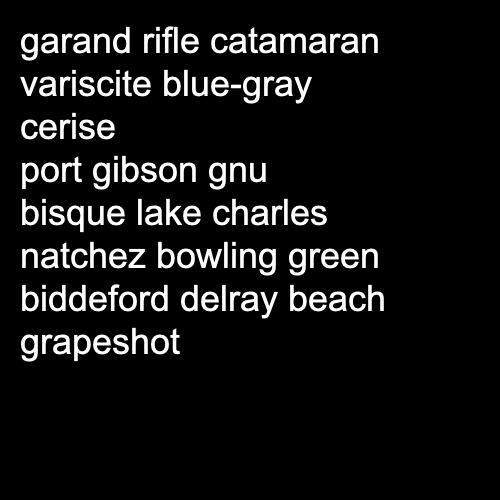 garand rifle catamaran
variscite blue-gray
cerise
port gibson gnu
bisque lake charles
natchez bowling green
biddeford delray beach
grapeshot